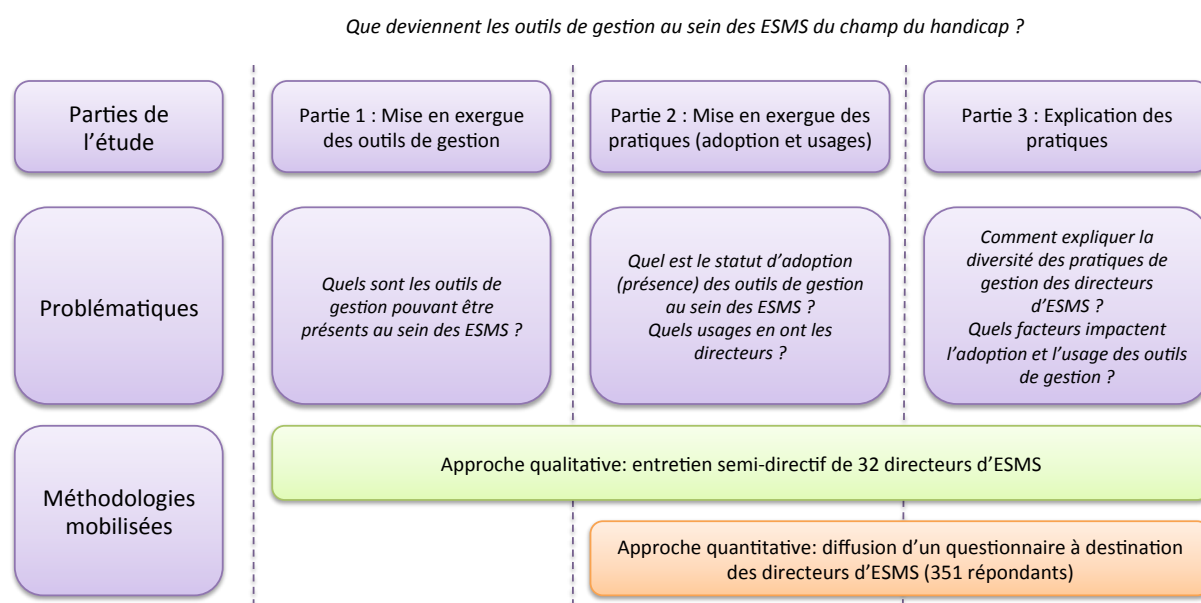 Que deviennent les outils de gestion au sein des ESMS du champ du handicap ?
Parties de
l'étude
Partie 1 : Mise en exergue
des outils de gestion
Partie 2 : Mise en exergue des
pratiques (adoption et usages)
Partie 3 : Explication des
pratiques
Problématiques
Quels sont les outils de
gestion pouvant être
présents au sein des ESMS ?
Quel est le statut d'adoption
(présence) des outils de gestion
au sein des ESMS ?
Quels usages en ont les
directeurs ?
Comment expliquer la
diversité des pratiques de
gestion des directeurs
d'ESMS ?
Quels facteurs impactent
l'adoption et l'usage des outils
de gestion ?
Méthodologies
mobilisées
Approche qualitative: entretien semi-directif de 32 directeurs d'ESMS
Approche quantitative: diffusion d'un questionnaire à destination
des directeurs d'ESMS (351 répondants)